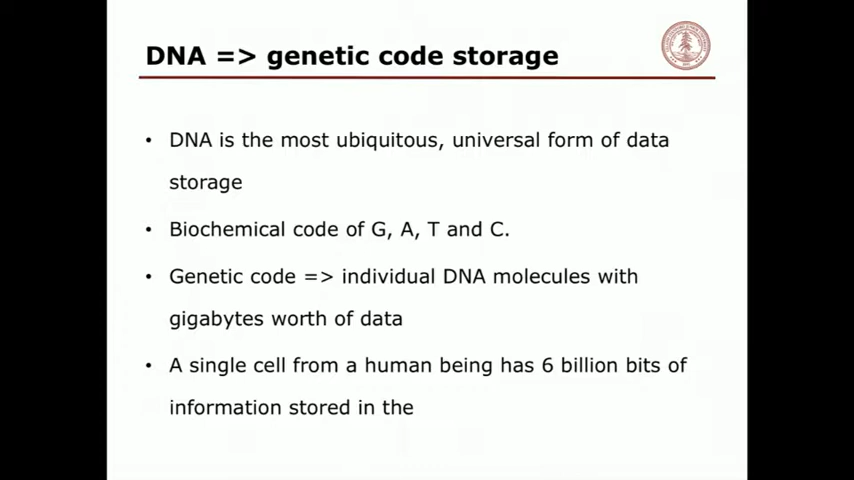 DNA => genetic code storage
• DNA is the most ubiquitous, universal form of data
storage
• Biochemical code of G, A, T and C.
• Genetic code => individual DNA molecules with
gigabytes worth of data
• A single cell from a human being has 6 billion bits of
information stored in the